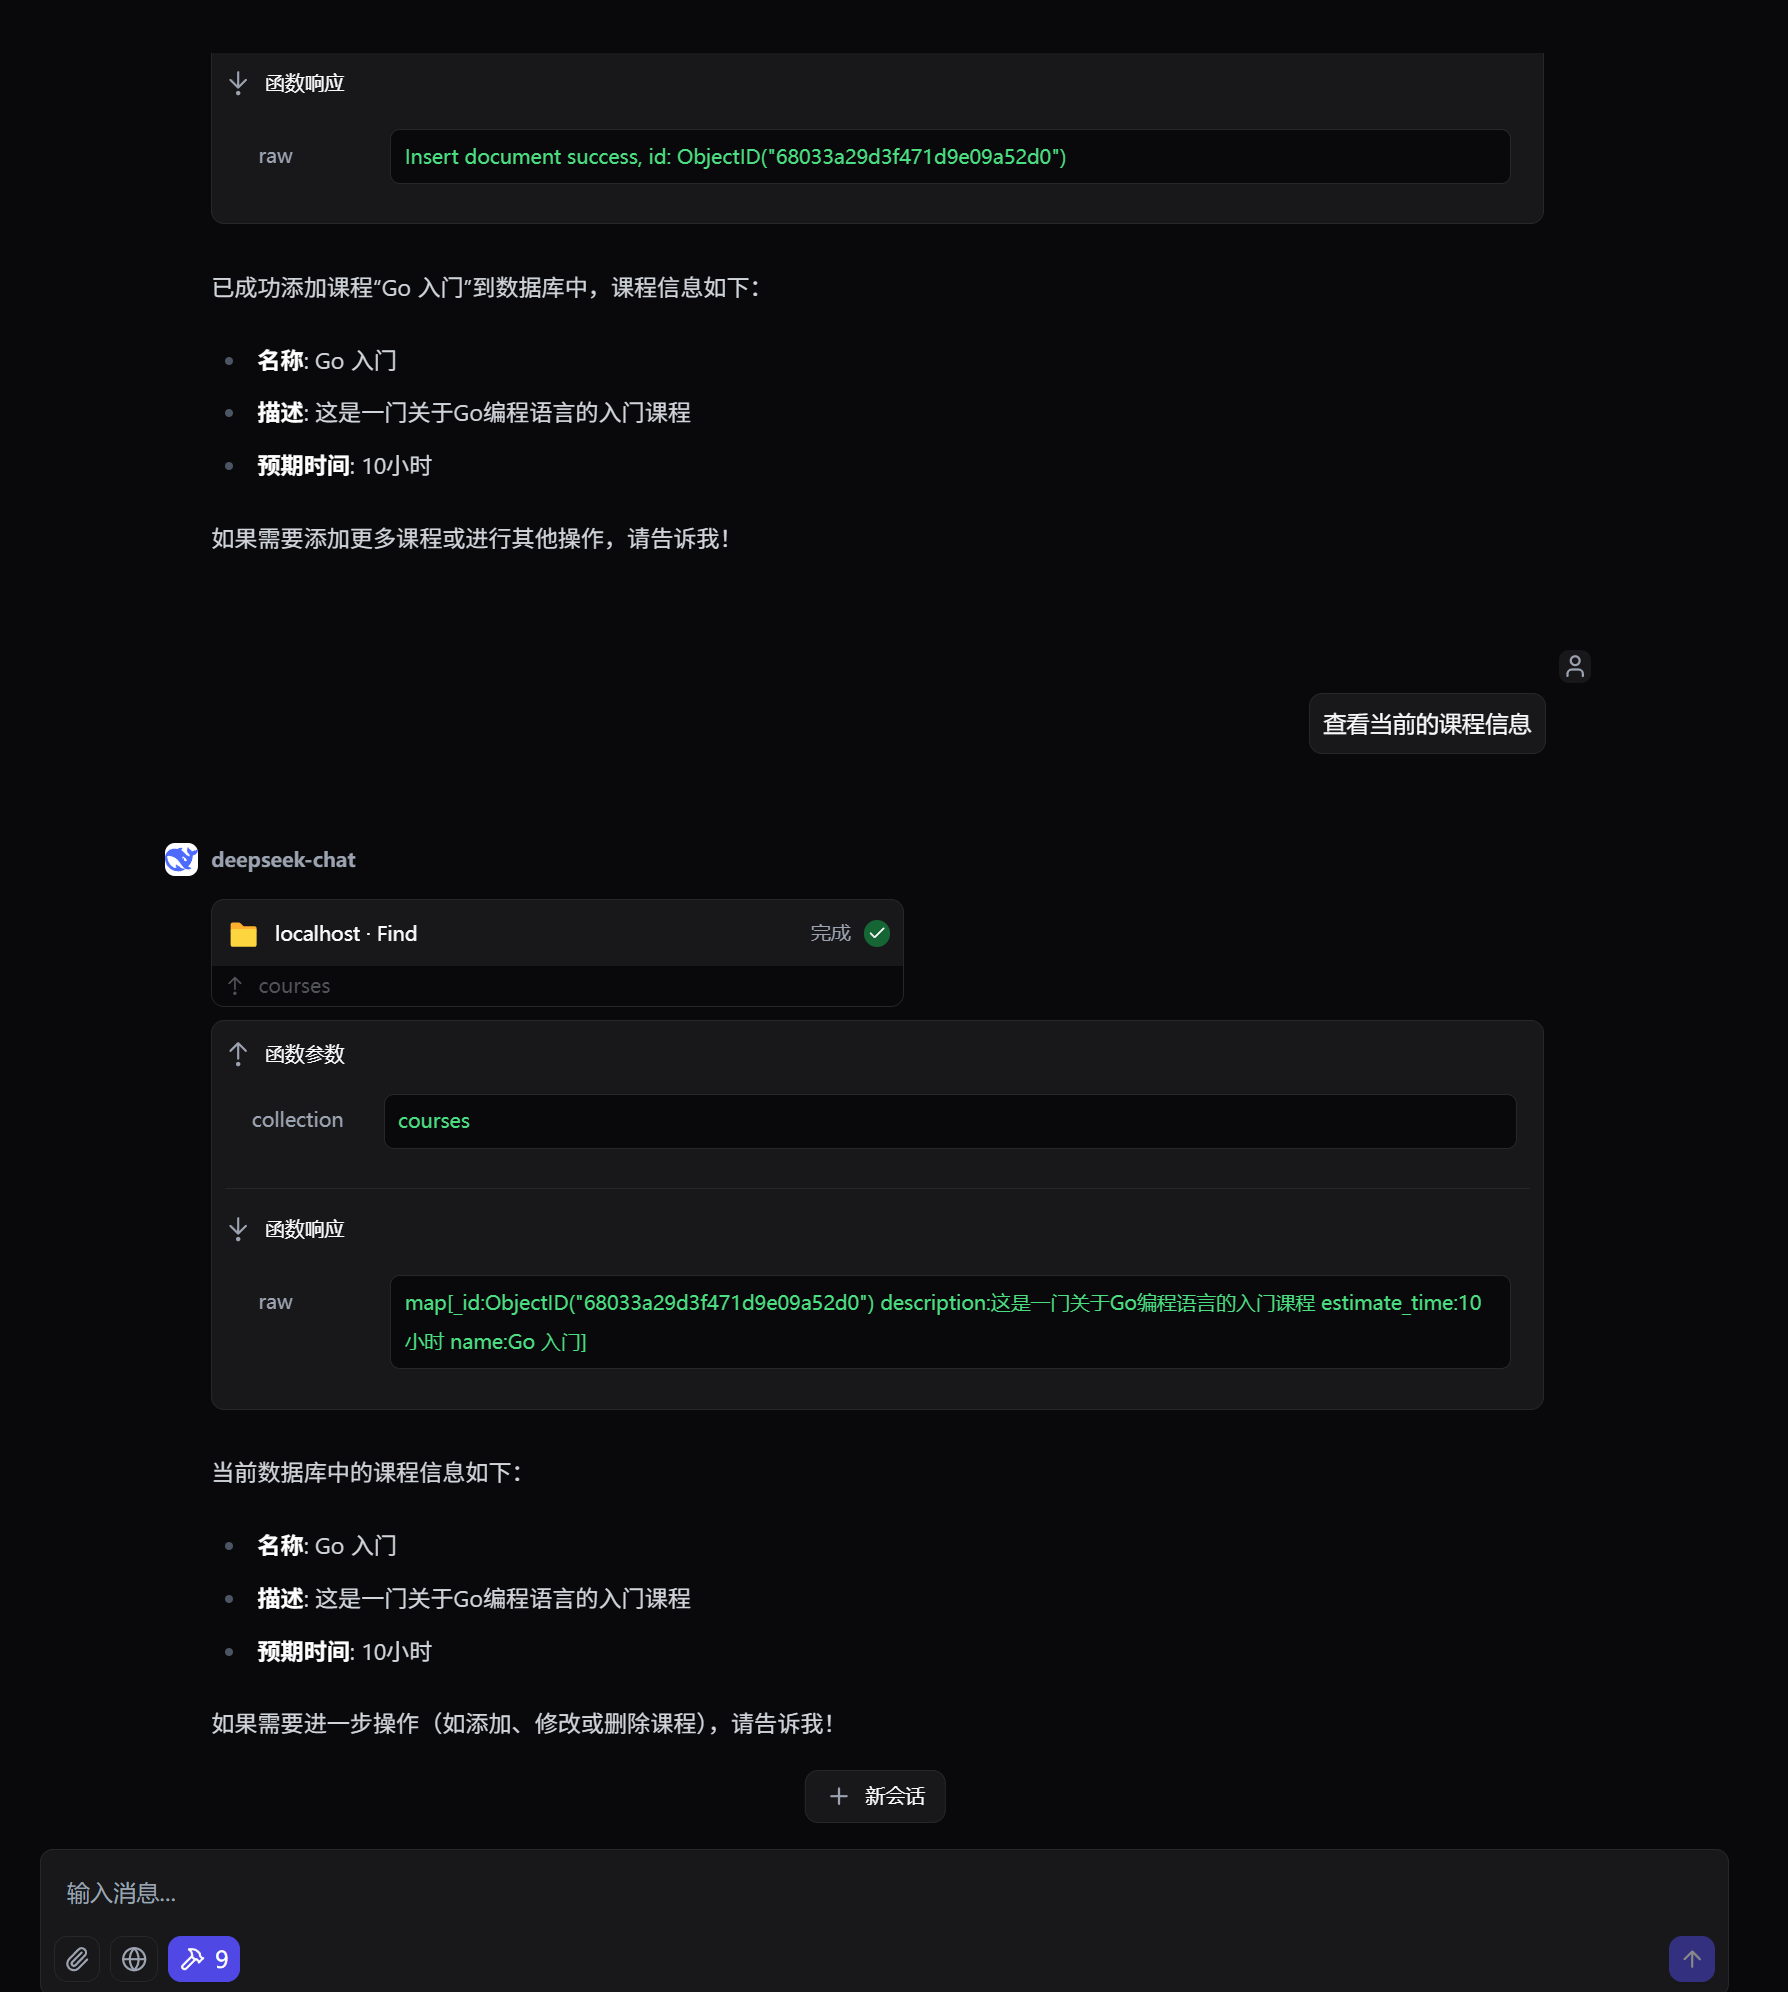 函数响应
raw
Insert document success, id: ObjectID("68033a29d3f471d9e09a52d0")
已成功添加课程“Go 入门”到数据库中，课程信息如下：
名称: Go 入门
描述: 这是一门关于Go编程语言的入门课程
预期时间: 10小时
如果需要添加更多课程或进行其他操作，请告诉我！
查看当前的课程信息
deepseek-chat
localhost · Find
完成
courses
函数参数
collection
courses
函数响应
raw
map[_id:ObjectID("68033a29d3f471d9e09a52d0") description:这是一门关于Go编程语言的入门课程 estimate_time:10
小时 name:Go 入门]
当前数据库中的课程信息如下：
名称: Go 入门
描述: 这是一门关于Go编程语言的入门课程
预期时间: 10小时
如果需要进一步操作（如添加、修改或删除课程），请告诉我！
新会话
输入消息...
9